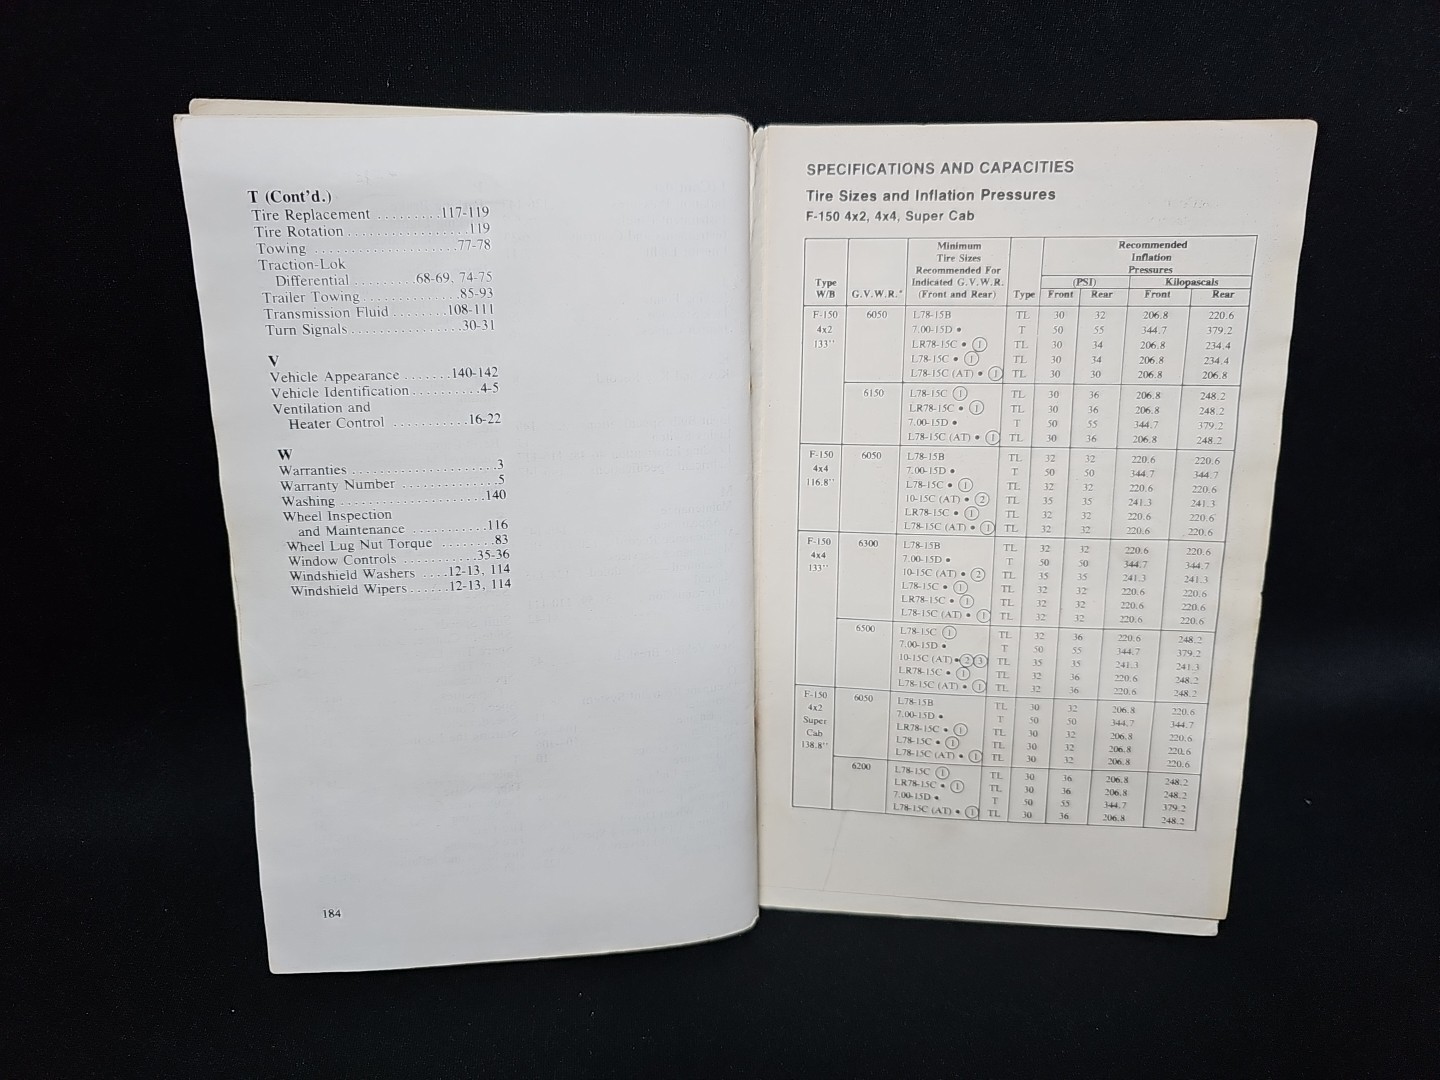 T (Cont'd.)
Tire Replacement .........117-119
Tire Rotation.................119
Towing ...................77-78
Traction-Lok
Differential .........68-69, 74-75
Trailer Towing.............85-93
Transmission Fluid ........108-111
Turn Signals...............30-31
V
Vehicle Appearance .......140-142
Vehicle Identification..........4-5
Ventilation and
Heater Control ...........16-22
W
Warranties .....................3
Warranty Number ..............5
Washing .....................140
Wheel Inspection
and Maintenance ...........116
Wheel Lug Nut Torque ........83
Window Controls ...........35-36
Windshield Washers ....12-13, 114
Windshield Wipers......12-13, 114
184
SPECIFICATIONS AND CAPACITIES
Tire Sizes and Inflation Pressures
F-150 4x2, 4x4, Super Cab
Type W/B G.V.W.R.* Minimum Tire Sizes Recommended For Indicated G.V.W.R. (Front and Rear) Type Recommended Inflation Pressures
(PSI) Kilopascals
Front Rear Front Rear
F-150 6050 L78-15B TL 30 32 206.8 220.6
4x2 7.00-15D • T 50 55 344.7 379.2
133" LR78-15C • ① TL 30 34 206.8 234.4
L78-15C • ① TL 30 34 206.8 234.4
L78-15C (AT) • ① TL 30 30 206.8 206.8
6150 L78-15C ① TL 30 36 206.8 248.2
LR78-15C • ① TL 30 36 206.8 248.2
7.00-15D • T 50 55 344.7 379.2
L78-15C (AT) • ① TL 30 36 206.8 248.2
F-150 6050 L78-15B TL 32 32 220.6 220.6
4x4 7.00-15D • T 50 50 344.7 344.7
116.8" L78-15C • ① TL 32 32 220.6 220.6
10-15C (AT) • ② TL 35 35 241.3 241.3
LR78-15C • ① TL 32 32 220.6 220.6
L78-15C (AT) • ① TL 32 32 220.6 220.6
F-150 6300 L78-15B TL 32 32 220.6 220.6
4x4 7.00-15D • T 50 50 344.7 344.7
133" 10-15C (AT) • ② TL 35 35 241.3 241.3
L78-15C • ① TL 32 32 220.6 220.6
LR78-15C • ① TL 32 32 220.6 220.6
L78-15C (AT) • ① TL 32 32 220.6 220.6
6500 L78-15C ① TL 32 36 220.6 248.2
7.00-15D • T 50 55 344.7 379.2
10-15C (AT) • ②③ TL 35 35 241.3 241.3
LR78-15C • ① TL 32 36 220.6 248.2
L78-15C (AT) • ① TL 32 36 220.6 248.2
F-150 6050 L78-15B TL 30 32 206.8 220.6
4x2 7.00-15D • T 50 50 344.7 344.7
Super LR78-15C • ① TL 30 32 206.8 220.6
Cab L78-15C • ① TL 30 32 206.8 220.6
138.8" L78-15C (AT) • ① TL 30 32 206.8 220.6
6200 L78-15C ① TL 30 36 206.8 248.2
LR78-15C • ① TL 30 36 206.8 248.2
7.00-15D • T 50 55 344.7 379.2
L78-15C (AT) • ① TL 30 36 206.8 248.2